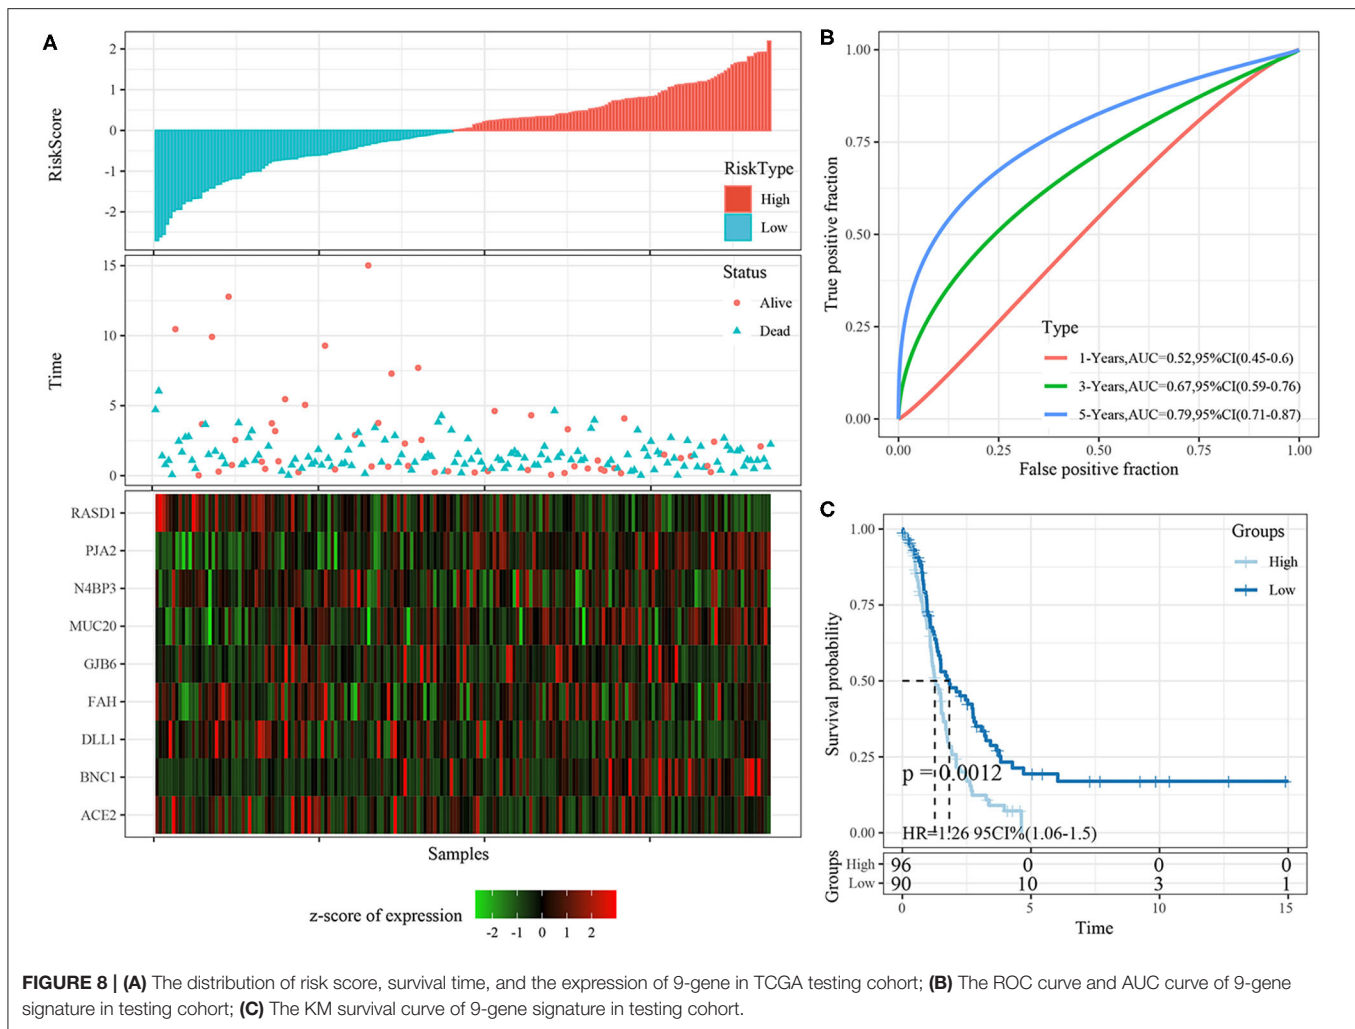 A
2
1
0
-1
-2
RiskScore
RiskType
High
Low
15
10
5
0
Time
Status
Alive
Dead
RASD1
PJA2
N4BP3
MUC20
GJB6
FAH
DLL1
BNC1
ACE2
Samples
z-score of expression
-2 -1 0 1 2
B
1.00
0.75
0.50
0.25
0.00
True positive fraction
Type
1-Years,AUC=0.52,95%CI(0.45-0.6)
3-Years,AUC=0.67,95%CI(0.59-0.76)
5-Years,AUC=0.79,95%CI(0.71-0.87)
0.00 0.25 0.50 0.75 1.00
False positive fraction
C
1.00
0.75
0.50
0.25
0.00
Survival probability
Groups
High
Low
p = 0.0012
HR=1.26 95CI%(1.06-1.5)
Groups
High 96 0 0 0
Low 90 10 3 1
0 5 10 15
Time
FIGURE 8 | (A) The distribution of risk score, survival time, and the expression of 9-gene in TCGA testing cohort; (B) The ROC curve and AUC curve of 9-gene
signature in testing cohort; (C) The KM survival curve of 9-gene signature in testing cohort.